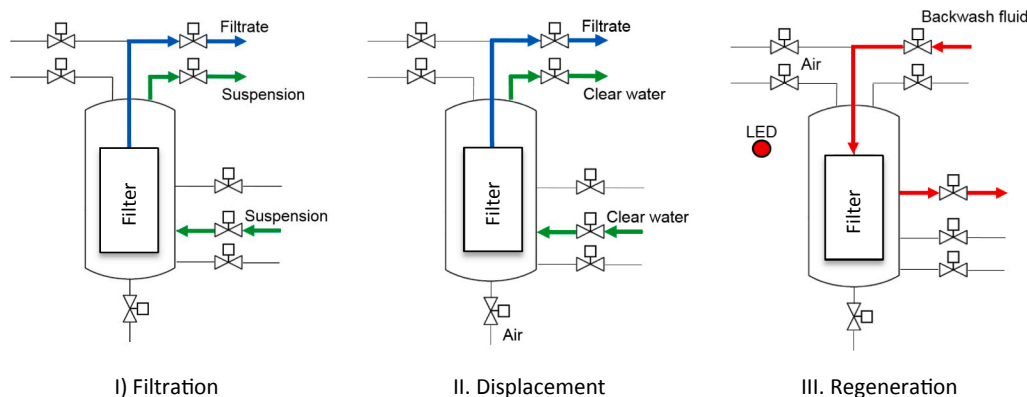 Filtrate
Suspension
Filter
Suspension
I) Filtration
Filtrate
Clear water
Filter
Clear water
Air
II. Displacement
Backwash fluid
Air
LED
Filter
III. Regeneration